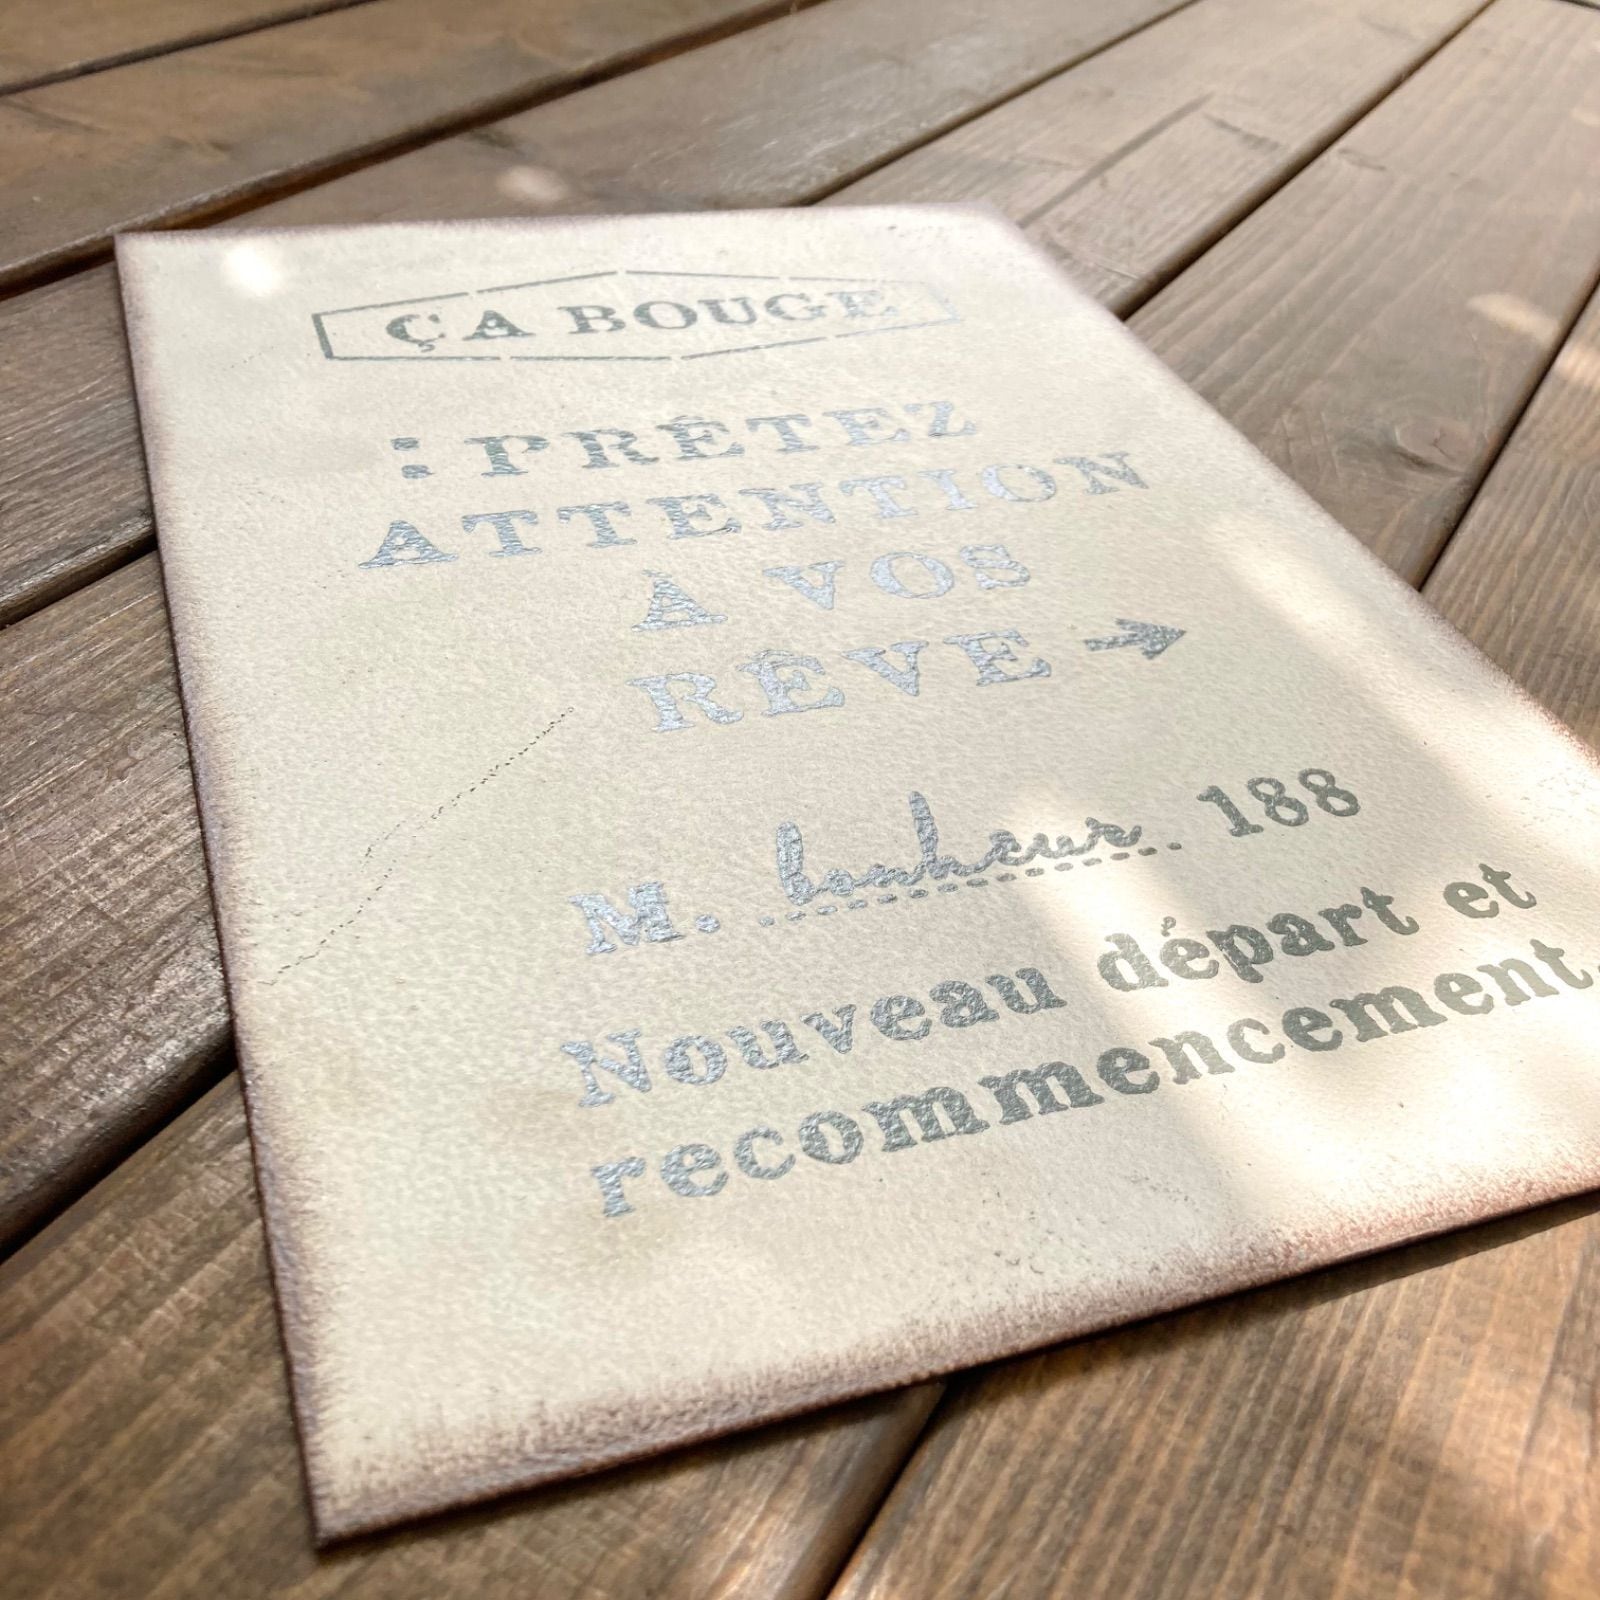 ÇA BOUGE
: PRÊTEZ
ATTENTION
À VOS
RÊVE →
M. bonheur 188
Nouveau départ et
recommencement.